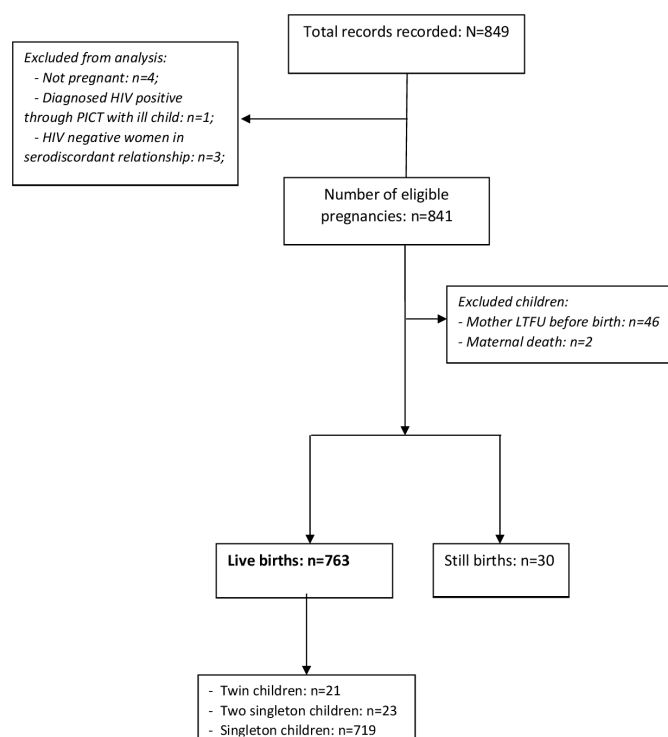 Total records recorded: N=849
Excluded from analysis:
- Not pregnant: n=4;
- Diagnosed HIV positive
through PICT with ill child: n=1;
- HIV negative women in
serodiscordant relationship: n=3;
Number of eligible
pregnancies: n=841
Excluded children:
- Mother LTFU before birth: n=46
- Maternal death: n=2
Live births: n=763
Still births: n=30
- Twin children: n=21
- Two singleton children: n=23
- Singleton children: n=719